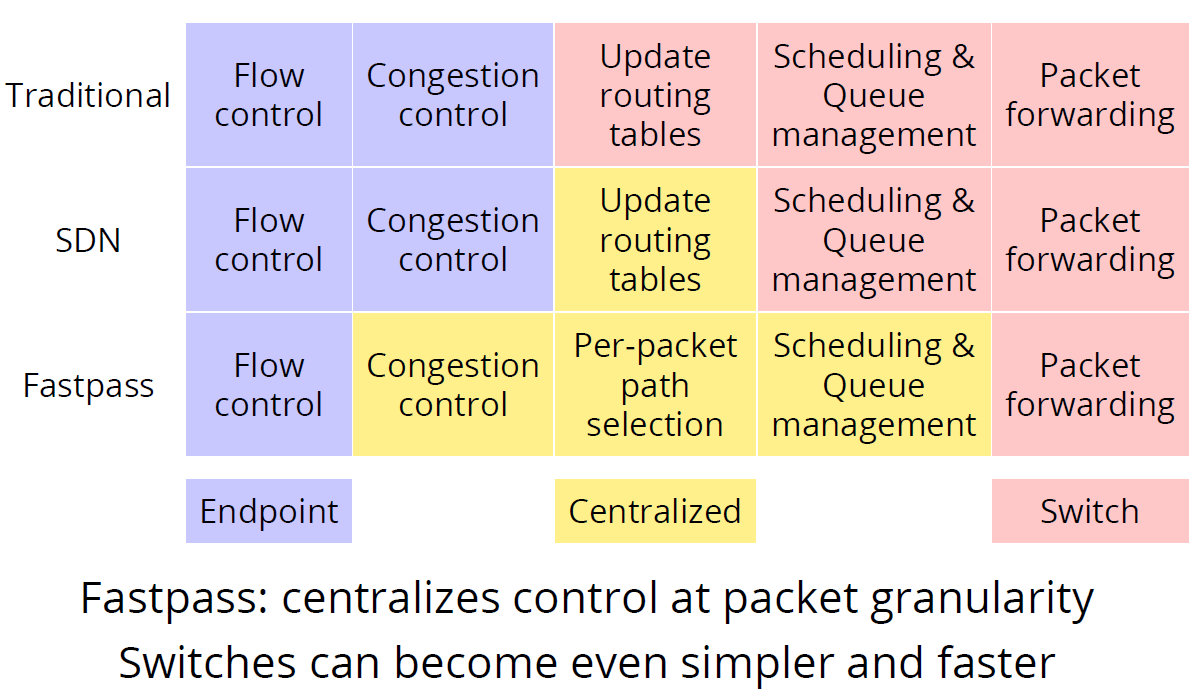 Traditional
Flow
control
Congestion
control
Update
routing
tables
Scheduling &
Queue
management
Packet
forwarding
SDN
Flow
control
Congestion
control
Update
routing
tables
Scheduling &
Queue
management
Packet
forwarding
Fastpass
Flow
control
Congestion
control
Per-packet
path
selection
Scheduling &
Queue
management
Packet
forwarding
Endpoint
Centralized
Switch
Fastpass: centralizes control at packet granularity
Switches can become even simpler and faster